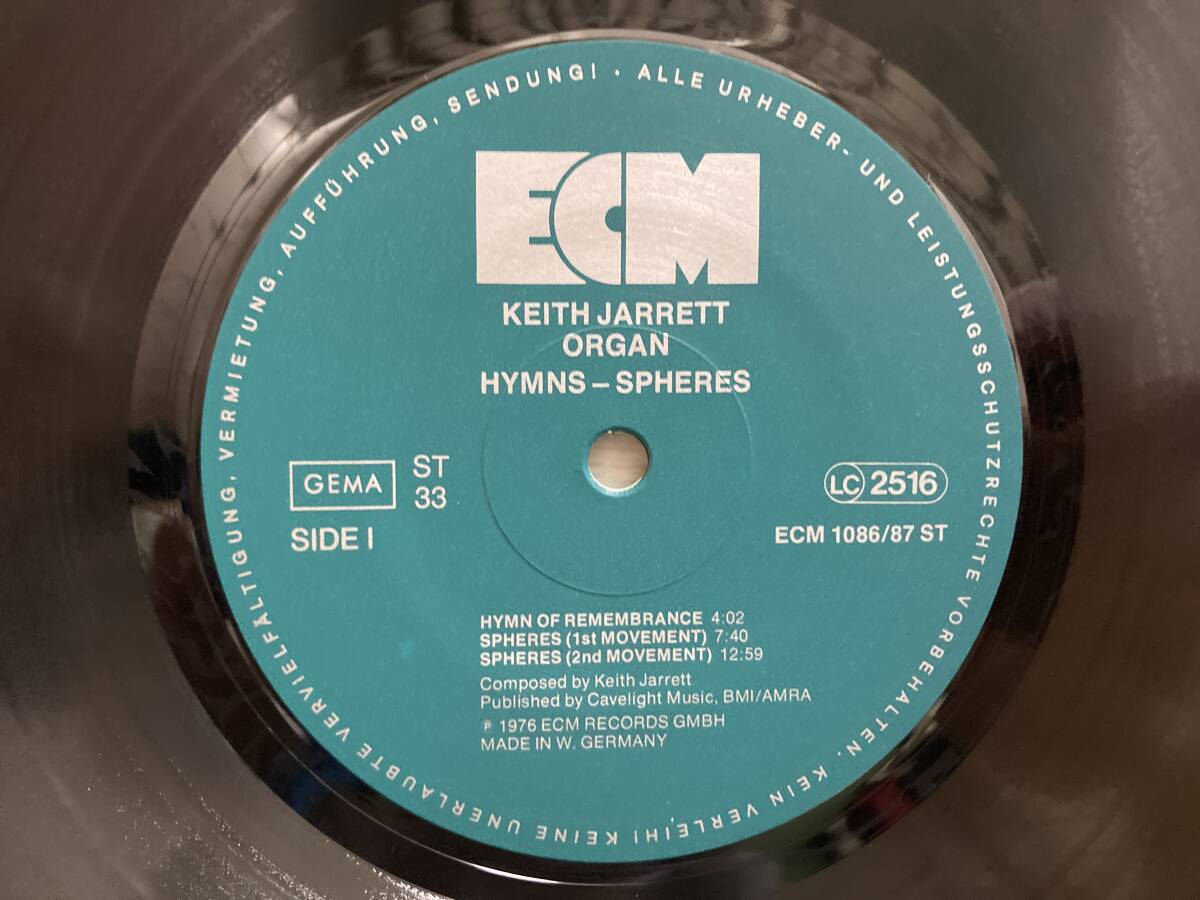 ALLE URHEBER- UND LEISTUNGSSCHUTZRECHTE VORBEHALTEN. KEIN VERLEIH! KEINE UNERLAUBTE VERVIELFÄLTIGUNG, VERMIETUNG, AUFFÜHRUNG, SENDUNG! ·
ECM
KEITH JARRETT
ORGAN
HYMNS – SPHERES
GEMA
ST
33
SIDE I
LC 2516
ECM 1086/87 ST
HYMN OF REMEMBRANCE 4:02
SPHERES (1st MOVEMENT) 7:40
SPHERES (2nd MOVEMENT) 12:59
Composed by Keith Jarrett
Published by Cavelight Music, BMI/AMRA
℗ 1976 ECM RECORDS GMBH
MADE IN W. GERMANY